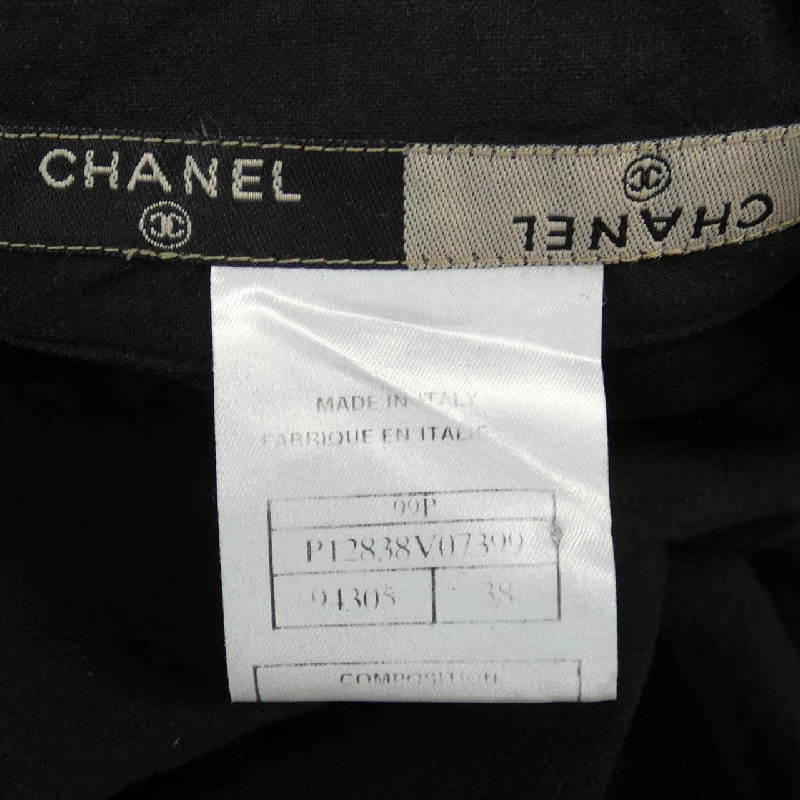 CHANEL
CHANEL
MADE IN ITALY
FABRIQUE EN ITALIE
99P
P12838V07399
94305 38
COMPOSITION